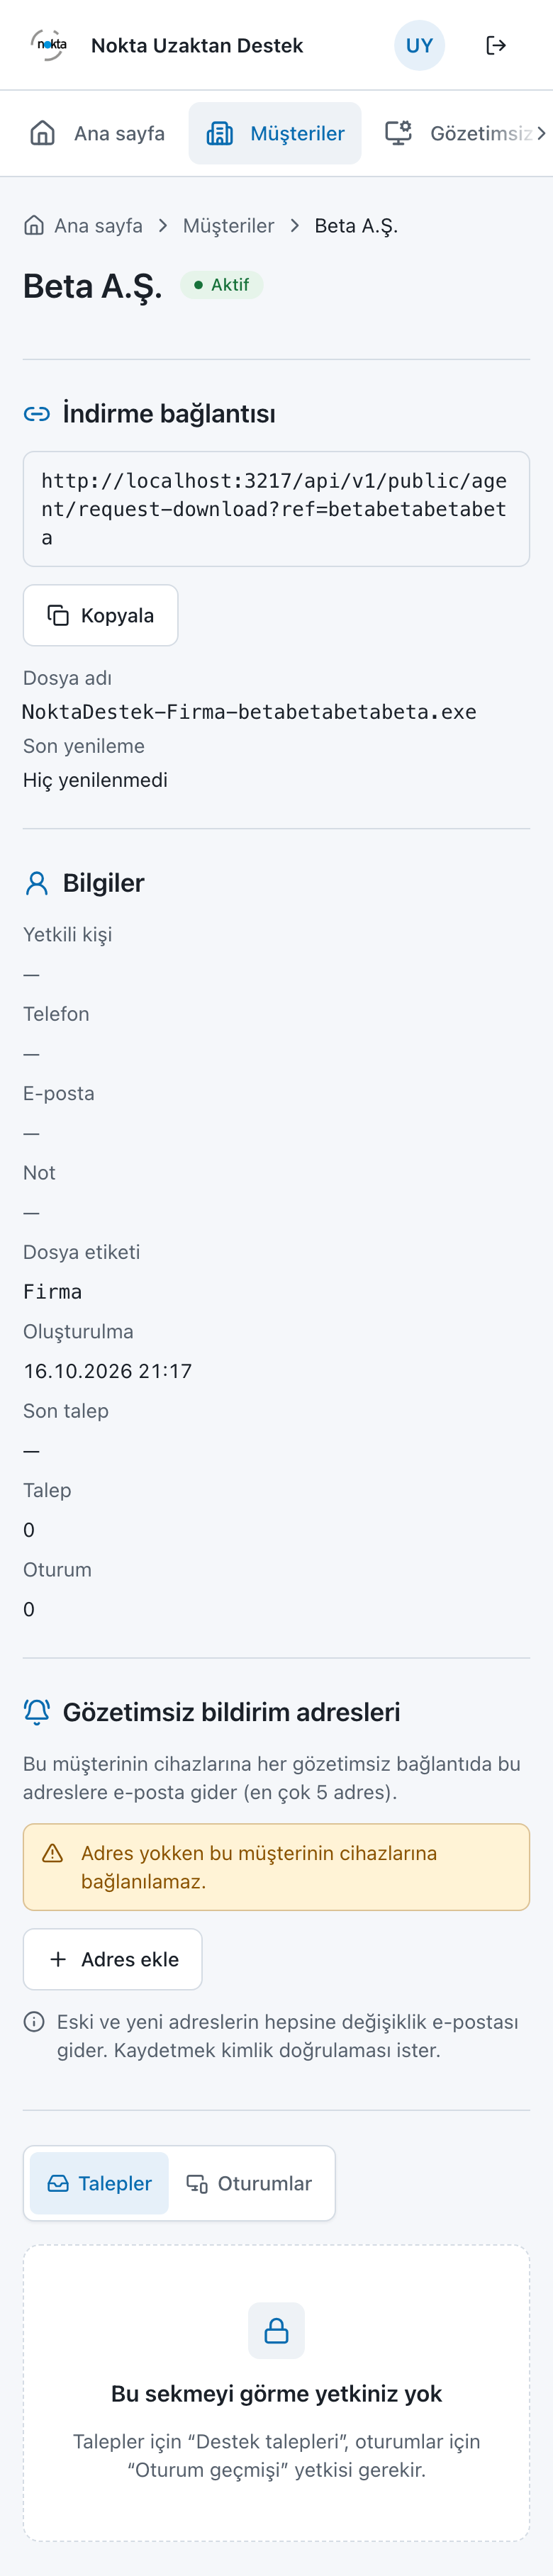 nokta
Nokta Uzaktan Destek
UY
Ana sayfa
Müşteriler
Gözetimsiz
Ana sayfa
Müşteriler
Beta A.Ş.
Beta A.Ş.
Aktif
İndirme bağlantısı
http://localhost:3217/api/v1/public/age
nt/request-download?ref=betabetabetabet
a
Kopyala
Dosya adı
NoktaDestek-Firma-betabetabetabeta.exe
Son yenileme
Hiç yenilenmedi
Bilgiler
Yetkili kişi
—
Telefon
—
E-posta
—
Not
—
Dosya etiketi
Firma
Oluşturulma
16.10.2026 21:17
Son talep
—
Talep
0
Oturum
0
Gözetimsiz bildirim adresleri
Bu müşterinin cihazlarına her gözetimsiz bağlantıda bu
adreslere e-posta gider (en çok 5 adres).
Adres yokken bu müşterinin cihazlarına
bağlanılamaz.
Adres ekle
Eski ve yeni adreslerin hepsine değişiklik e-postası
gider. Kaydetmek kimlik doğrulaması ister.
Talepler
Oturumlar
Bu sekmeyi görme yetkiniz yok
Talepler için “Destek talepleri”, oturumlar için
“Oturum geçmişi” yetkisi gerekir.